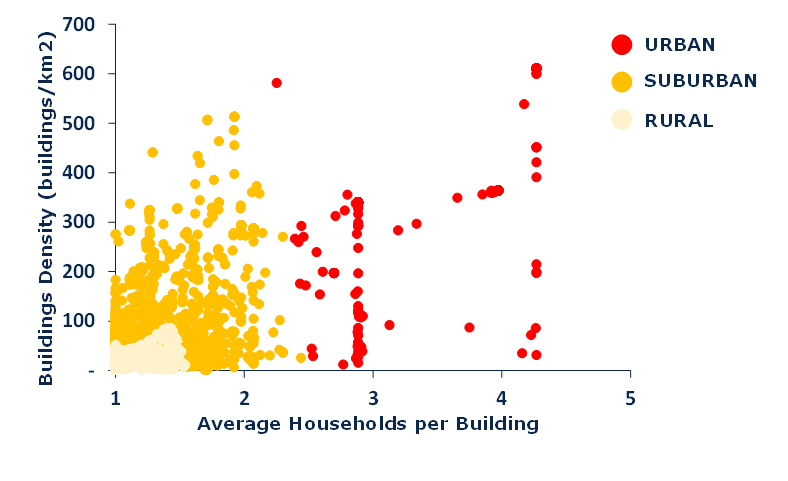 700
600
500
400
300
200
100
-
Buildings Density (buildings/km2)
1
2
3
4
5
Average Households per Building
URBAN
SUBURBAN
RURAL